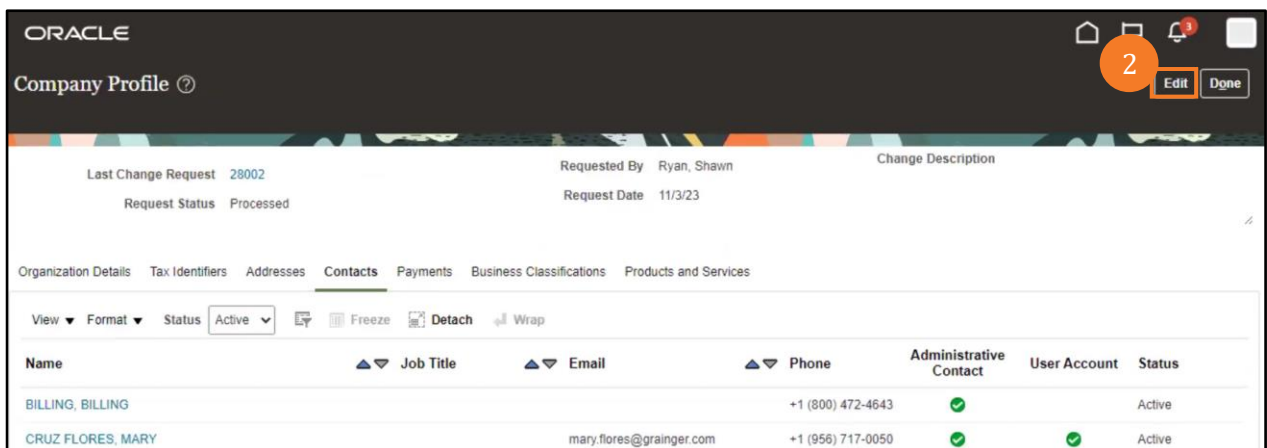 ORACLE
3
2
Company Profile ?
Edit Done
Last Change Request 28002 Requested By Ryan, Shawn Change Description
Request Status Processed Request Date 11/3/23
Organization Details Tax Identifiers Addresses Contacts Payments Business Classifications Products and Services
View Format Status Active Freeze Detach Wrap
Name Job Title Email Phone Administrative Contact User Account Status
BILLING, BILLING +1 (800) 472-4643 Active
CRUZ FLORES, MARY mary.flores@grainger.com +1 (956) 717-0050 Active